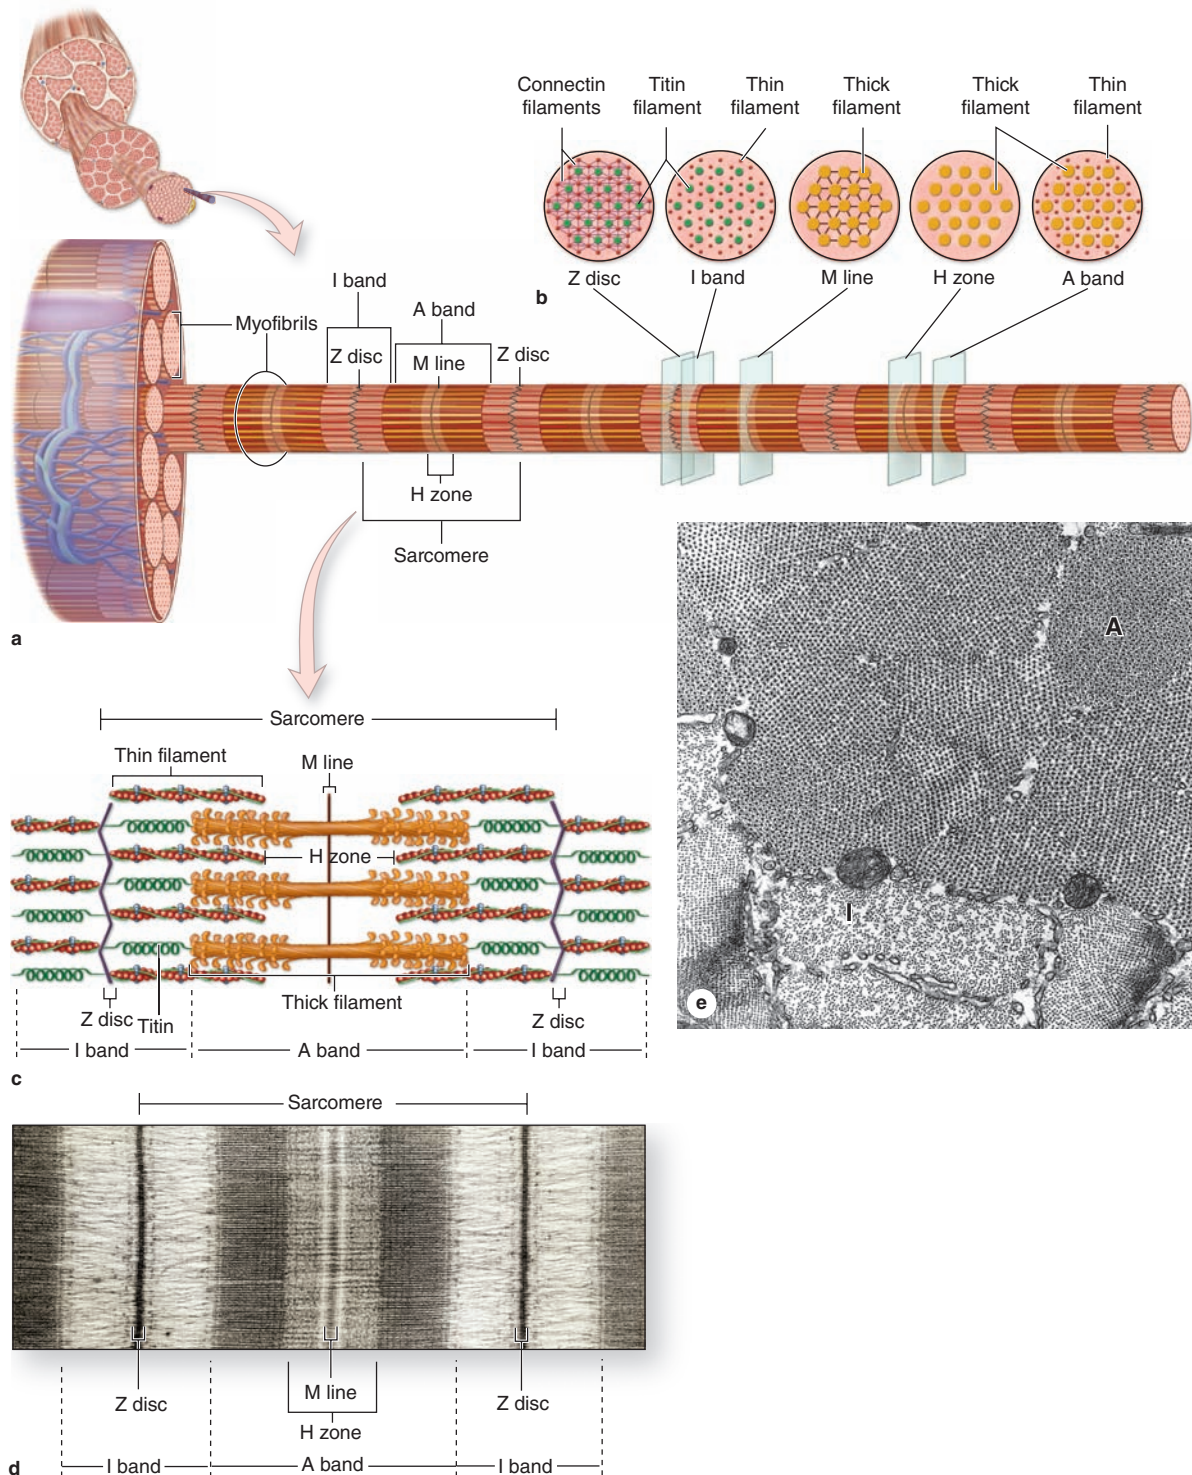 Connectin filaments
Titin filament
Thin filament
Thick filament
Thick filament
Thin filament
Z disc
I band
M line
H zone
A band
b
Myofibrils
I band
Z disc
A band
M line
Z disc
H zone
Sarcomere
a
Sarcomere
Thin filament
M line
H zone
Thick filament
Z disc
Titin
Z disc
I band
A band
I band
c
A
I
e
Sarcomere
Z disc
M line
H zone
Z disc
I band
A band
I band
d